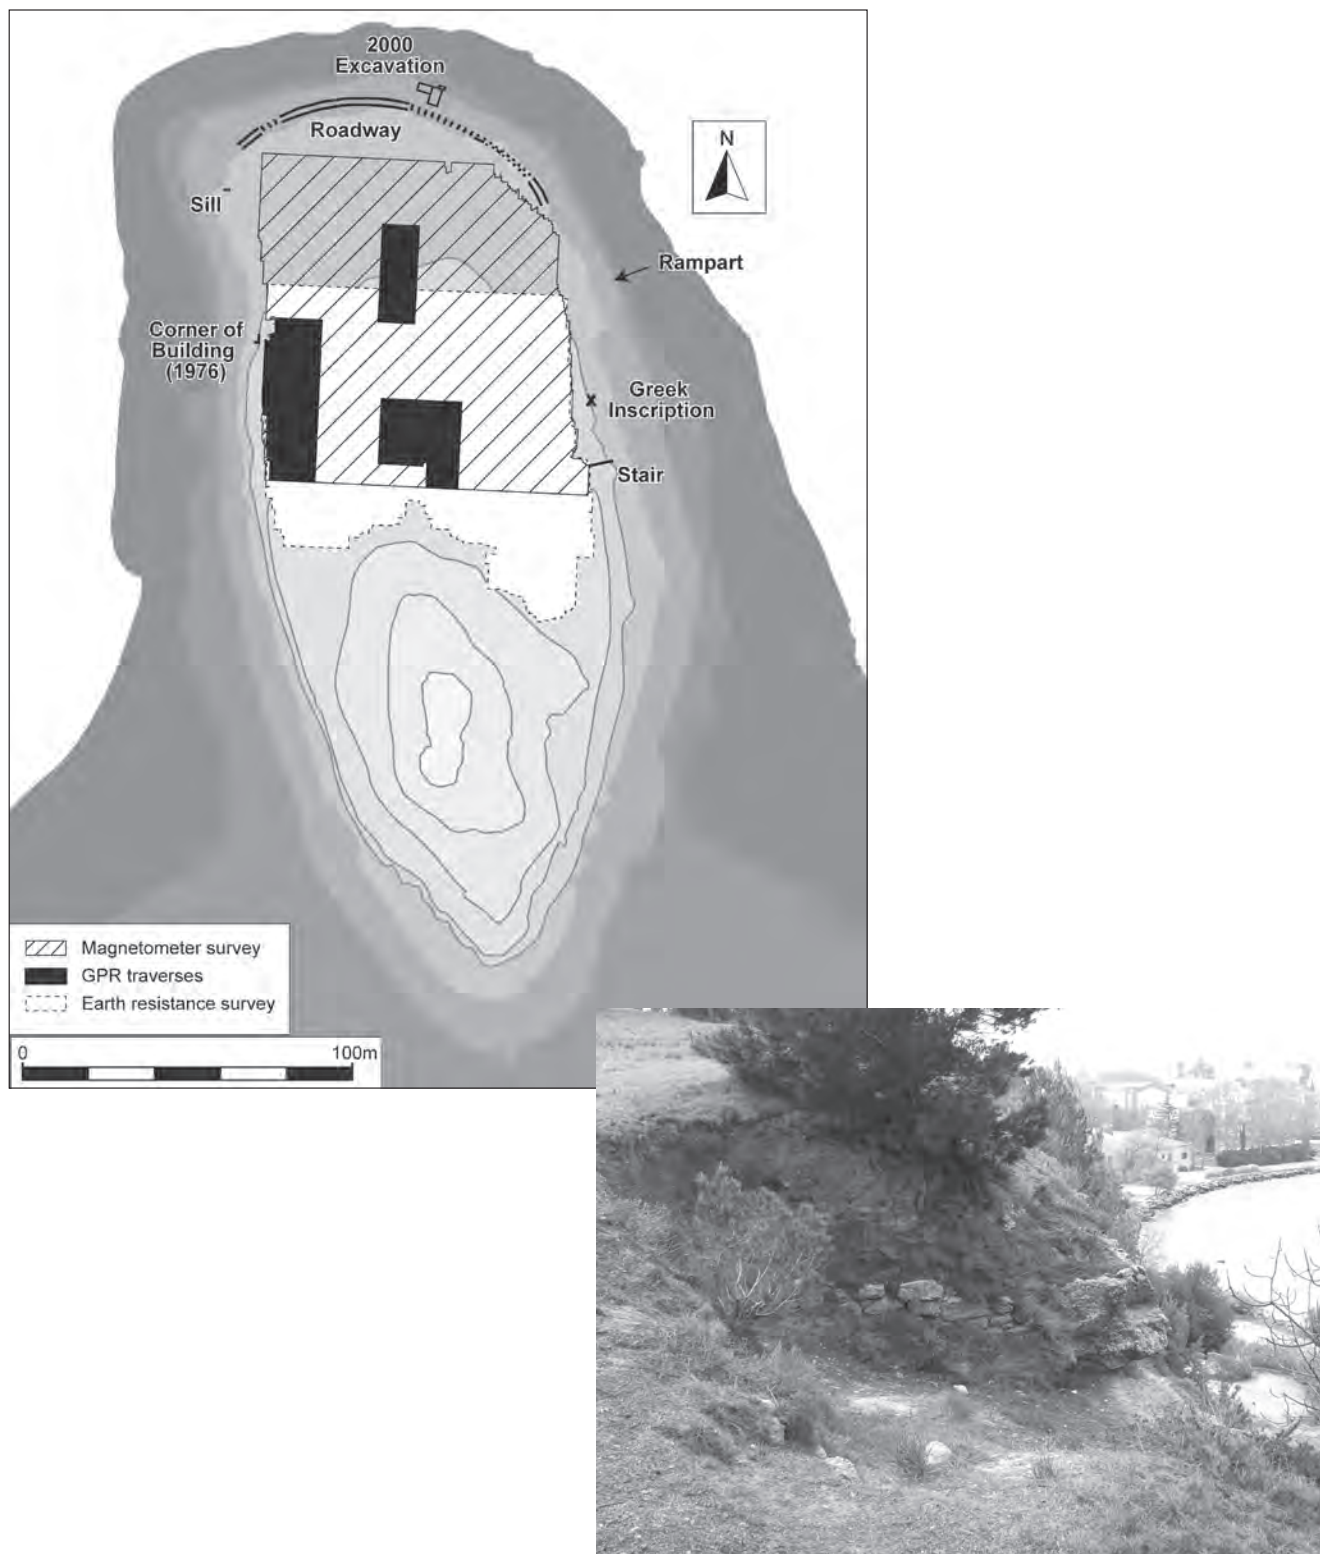 2000
Excavation
Roadway
N
Sill
Rampart
Corner of
Building
(1976)
Greek
Inscription
Stair
Magnetometer survey
GPR traverses
Earth resistance survey
0
100m